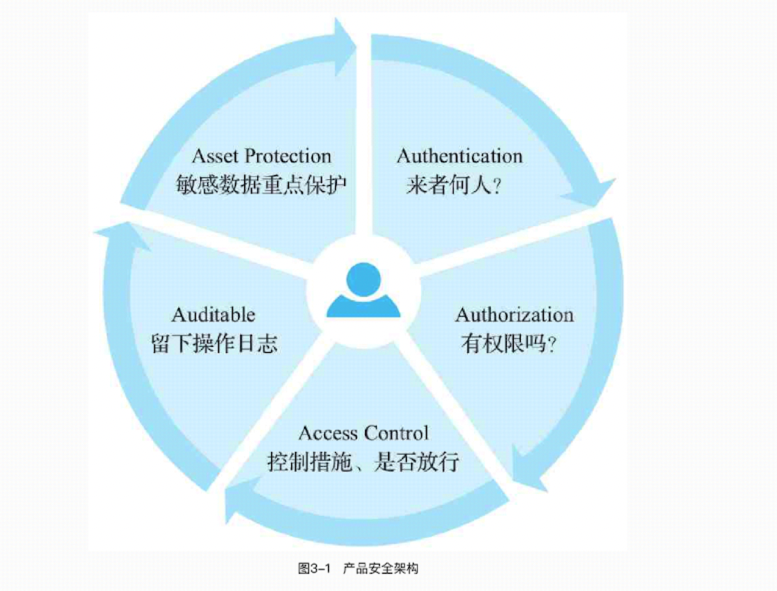 Asset Protection
敏感数据重点保护
Authentication
来者何人?
Auditable
留下操作日志
Authorization
有权限吗?
Access Control
控制措施、是否放行
图3-1 产品安全架构